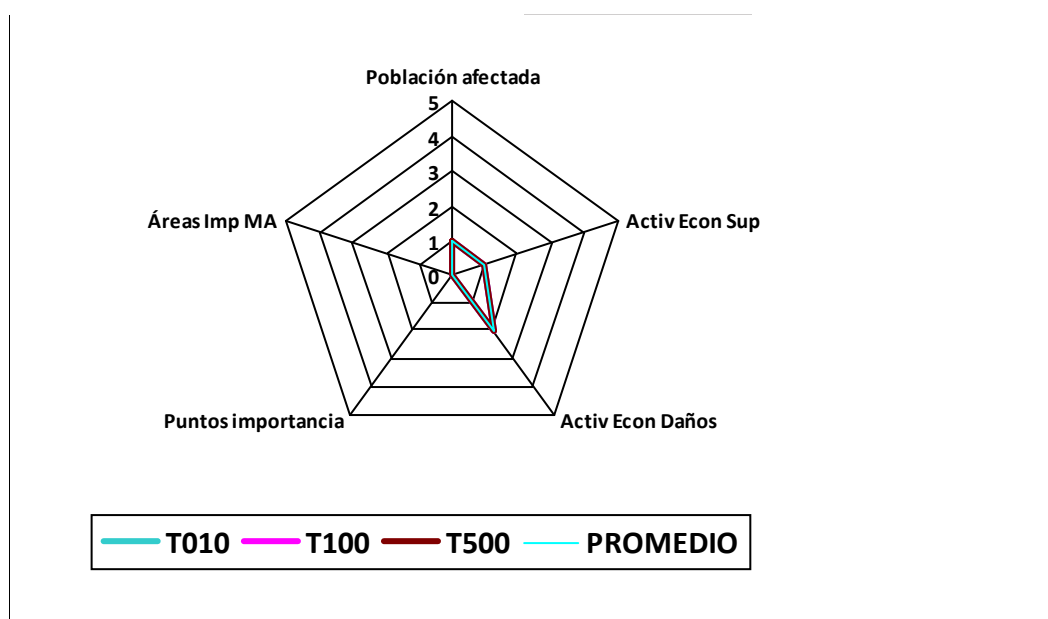 Población afectada
5
4
3
2
1
0
Áreas Imp MA
Activ Econ Sup
Puntos importancia
Activ Econ Daños
T010 T100 T500 PROMEDIO